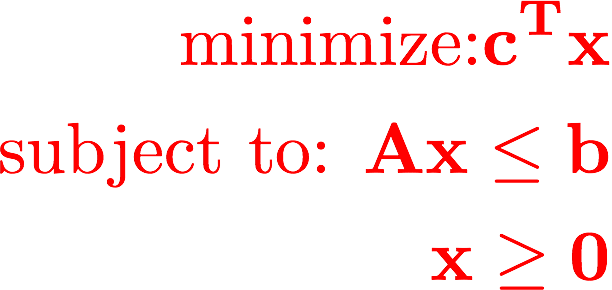 minimize: cᵀx
subject to: Ax ≤ b
x ≥ 0